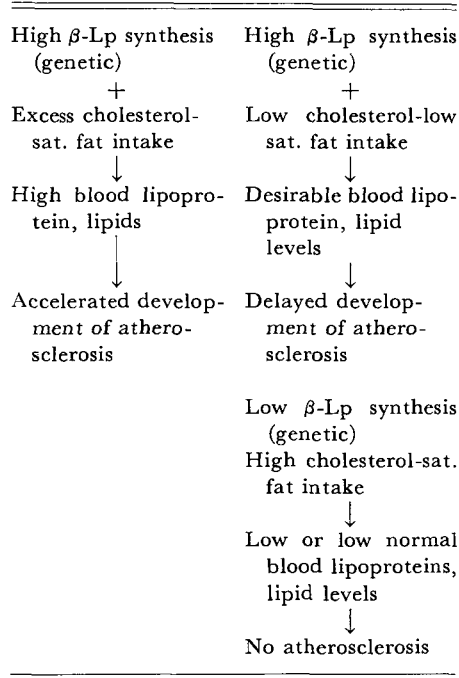 High β-Lp synthesis
(genetic)
+
Excess cholesterol-
sat. fat intake
↓
High blood lipopro-
tein, lipids
↓
Accelerated develop-
ment of athero-
sclerosis
High β-Lp synthesis
(genetic)
+
Low cholesterol-low
sat. fat intake
↓
Desirable blood lipo-
protein, lipid
levels
↓
Delayed develop-
ment of athero-
sclerosis
Low β-Lp synthesis
(genetic)
High cholesterol-sat.
fat intake
↓
Low or low normal
blood lipoproteins,
lipid levels
↓
No atherosclerosis